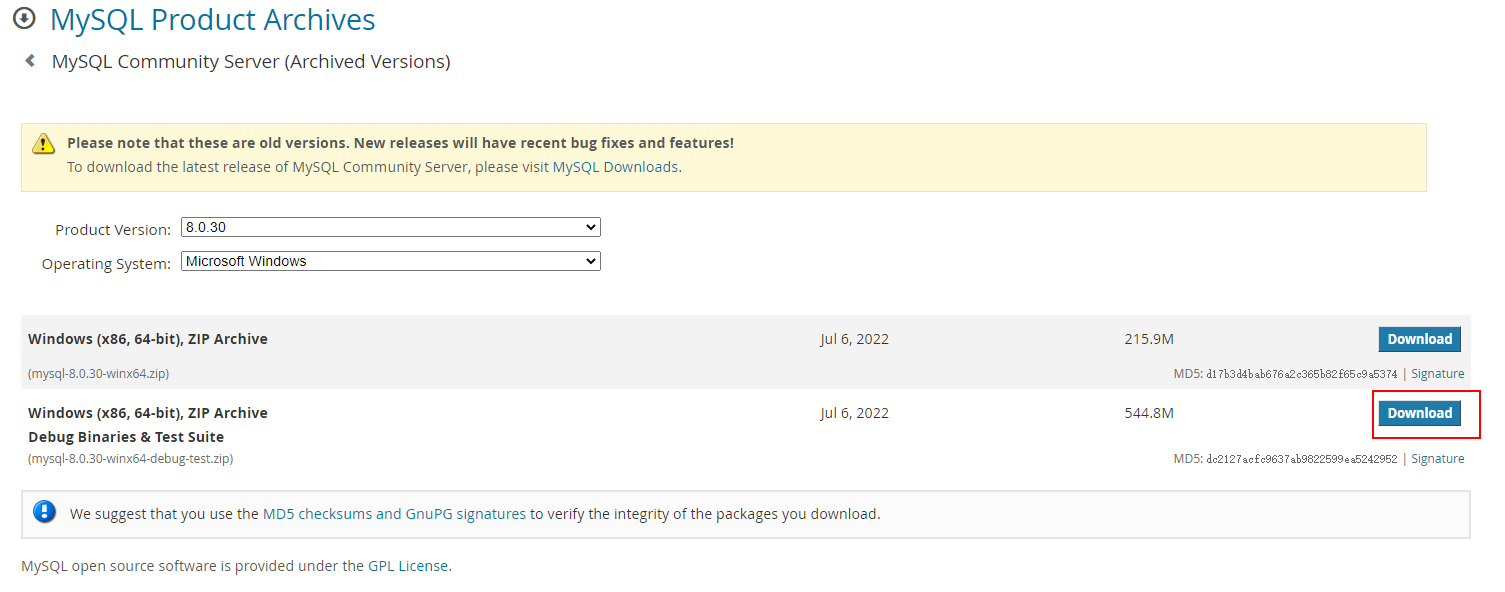 MySQL Product Archives
MySQL Community Server (Archived Versions)
Please note that these are old versions. New releases will have recent bug fixes and features!
To download the latest release of MySQL Community Server, please visit MySQL Downloads.
Product Version: 8.0.30
Operating System: Microsoft Windows
Windows (x86, 64-bit), ZIP Archive Jul 6, 2022 215.9M Download
(mysql-8.0.30-winx64.zip) MD5: d17b3d4bab676a2c365b82f65c9a5374 | Signature
Windows (x86, 64-bit), ZIP Archive Jul 6, 2022 544.8M Download
Debug Binaries & Test Suite
(mysql-8.0.30-winx64-debug-test.zip) MD5: dc2127acfc9637ab9822599ea5242952 | Signature
We suggest that you use the MD5 checksums and GnuPG signatures to verify the integrity of the packages you download.
MySQL open source software is provided under the GPL License.